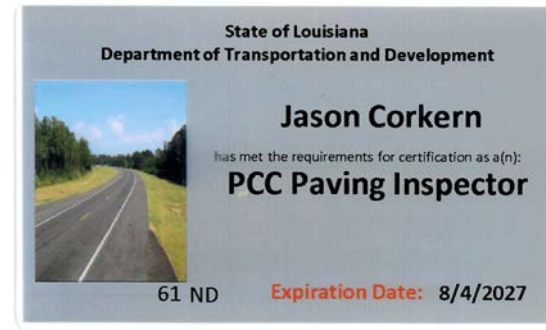 State of Louisiana
Department of Transportation and Development
Jason Corkern
has met the requirements for certification as a(n):
PCC Paving Inspector
61 ND
Expiration Date: 8/4/2027